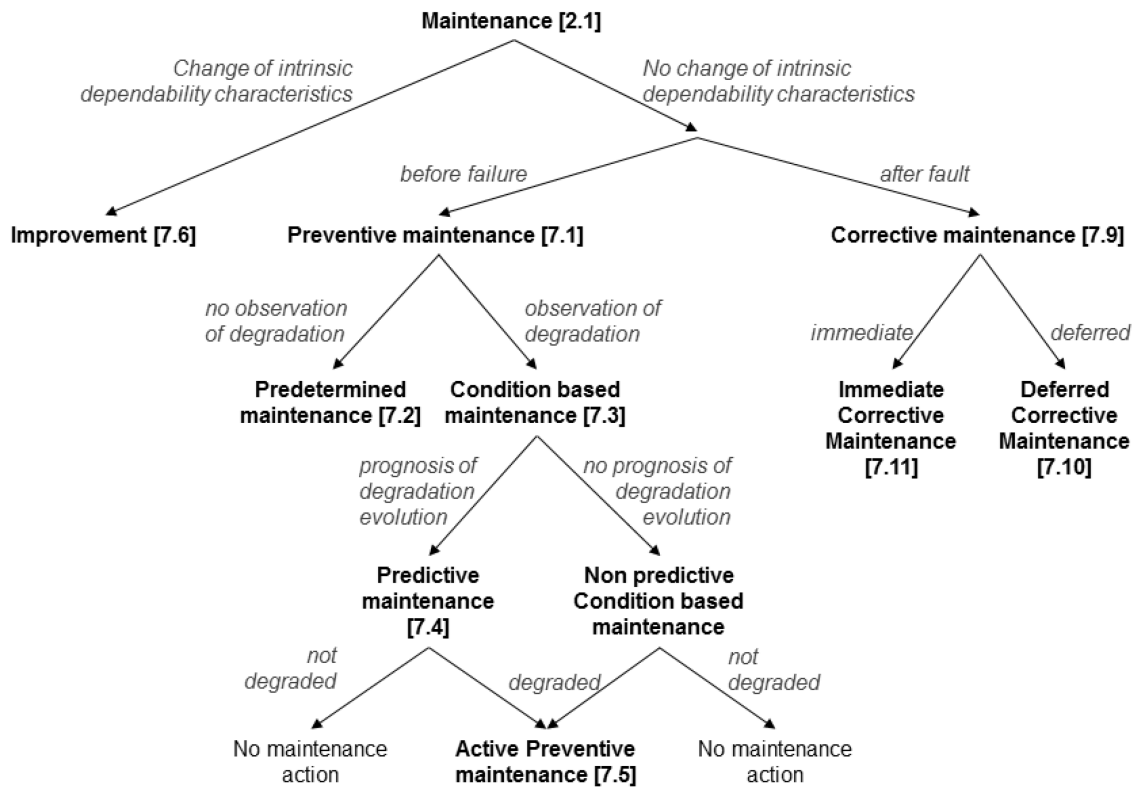 Maintenance [2.1]
Change of intrinsic
dependability characteristics
No change of intrinsic
dependability characteristics
before failure
after fault
Improvement [7.6]
Preventive maintenance [7.1]
Corrective maintenance [7.9]
no observation
of degradation
observation of
degradation
immediate
deferred
Predetermined
maintenance [7.2]
Condition based
maintenance [7.3]
Immediate
Corrective
Maintenance
[7.11]
Deferred
Corrective
Maintenance
[7.10]
prognosis of
degradation
evolution
no prognosis of
degradation
evolution
Predictive
maintenance
[7.4]
Non predictive
Condition based
maintenance
not
degraded
degraded
not
degraded
No maintenance
action
Active Preventive
maintenance [7.5]
No maintenance
action